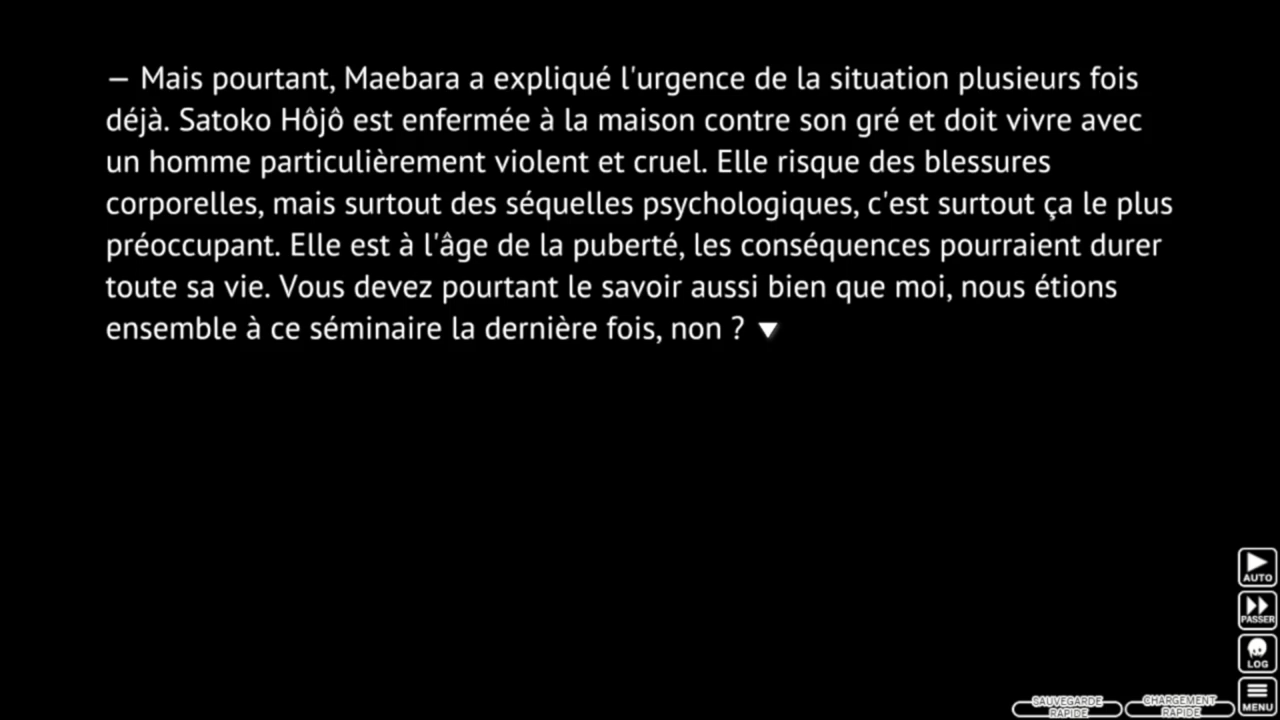 — Mais pourtant, Maebara a expliqué l'urgence de la situation plusieurs fois
déjà. Satoko Hôjô est enfermée à la maison contre son gré et doit vivre avec
un homme particulièrement violent et cruel. Elle risque des blessures
corporelles, mais surtout des séquelles psychologiques, c'est surtout ça le plus
préoccupant. Elle est à l'âge de la puberté, les conséquences pourraient durer
toute sa vie. Vous devez pourtant le savoir aussi bien que moi, nous étions
ensemble à ce séminaire la dernière fois, non ?
AUTO
PASSER
LOG
MENU
SAUVEGARDE
RAPIDE
CHARGEMENT
RAPIDE